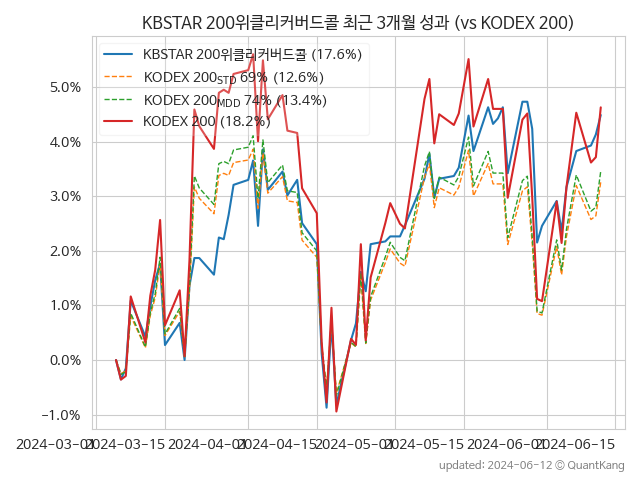 KBSTAR 200위클리커버드콜 최근 3개월 성과 (vs KODEX 200)
KBSTAR 200위클리커버드콜 (17.6%)
KODEX 200STD 69% (12.6%)
KODEX 200MDD 74% (13.4%)
KODEX 200 (18.2%)
5.0%
4.0%
3.0%
2.0%
1.0%
0.0%
−1.0%
2024-03-01 2024-03-15 2024-04-01 2024-04-15 2024-05-01 2024-05-15 2024-06-01 2024-06-15
updated: 2024-06-12 © QuantKang